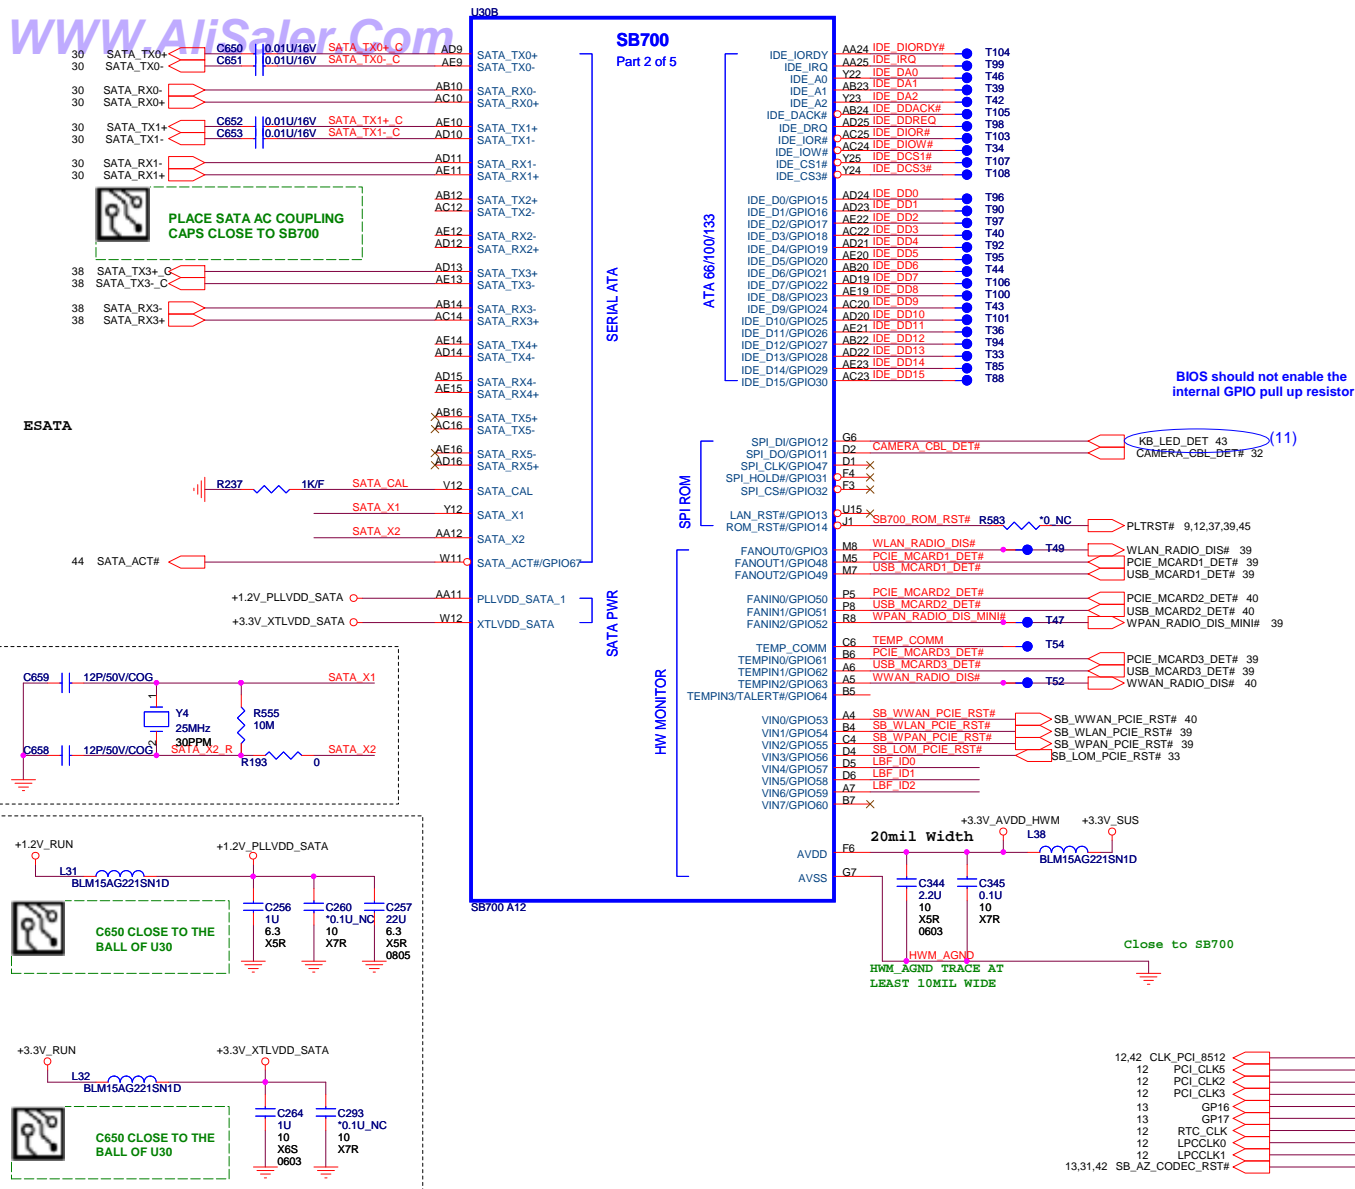 WWW.AliSaler.Com
U30B
SB700
Part 2 of 5
30 SATA_TX0+ C650 0.01U/16V SATA_TX0+_C AD9 SATA_TX0+
30 SATA_TX0- C651 0.01U/16V SATA_TX0-_C AE9 SATA_TX0-
30 SATA_RX0- AB10 SATA_RX0-
30 SATA_RX0+ AC10 SATA_RX0+
30 SATA_TX1+ C652 0.01U/16V SATA_TX1+_C AE10 SATA_TX1+
30 SATA_TX1- C653 0.01U/16V SATA_TX1-_C AD10 SATA_TX1-
30 SATA_RX1- AD11 SATA_RX1-
30 SATA_RX1+ AE11 SATA_RX1+
PLACE SATA AC COUPLING
CAPS CLOSE TO SB700
AB12 SATA_TX2+
AC12 SATA_TX2-
AE12 SATA_RX2-
AD12 SATA_RX2+
38 SATA_TX3+_C AD13 SATA_TX3+
38 SATA_TX3-_C AE13 SATA_TX3-
38 SATA_RX3- AB14 SATA_RX3-
38 SATA_RX3+ AC14 SATA_RX3+
AE14 SATA_TX4+
AD14 SATA_TX4-
AD15 SATA_RX4-
AE15 SATA_RX4+
ESATA
AB16 SATA_TX5+
AC16 SATA_TX5-
AE16 SATA_RX5-
AD16 SATA_RX5+
R237 1K/F SATA_CAL V12 SATA_CAL
SATA_X1 Y12 SATA_X1
SATA_X2 AA12 SATA_X2
44 SATA_ACT# W11 SATA_ACT#/GPIO67
+1.2V_PLLVDD_SATA AA11 PLLVDD_SATA_1
+3.3V_XTLVDD_SATA W12 XTLVDD_SATA
SERIAL ATA
SATA PWR
ATA 66/100/133
SPI ROM
HW MONITOR
IDE_IORDY AA24 IDE_DIORDY# T104
IDE_IRQ AA25 IDE_IRQ T99
IDE_A0 Y22 IDE_DA0 T46
IDE_A1 AB23 IDE_DA1 T39
IDE_A2 Y23 IDE_DA2 T42
IDE_DACK# AB24 IDE_DDACK# T105
IDE_DRQ AD25 IDE_DDREQ T98
IDE_IOR# AC25 IDE_DIOR# T103
IDE_IOW# AC24 IDE_DIOW# T34
IDE_CS1# Y25 IDE_DCS1# T107
IDE_CS3# Y24 IDE_DCS3# T108
IDE_D0/GPIO15 AD24 IDE_DD0 T96
IDE_D1/GPIO16 AD23 IDE_DD1 T90
IDE_D2/GPIO17 AE22 IDE_DD2 T97
IDE_D3/GPIO18 AC22 IDE_DD3 T40
IDE_D4/GPIO19 AD21 IDE_DD4 T92
IDE_D5/GPIO20 AE20 IDE_DD5 T95
IDE_D6/GPIO21 AB20 IDE_DD6 T44
IDE_D7/GPIO22 AD19 IDE_DD7 T106
IDE_D8/GPIO23 AE19 IDE_DD8 T100
IDE_D9/GPIO24 AC20 IDE_DD9 T43
IDE_D10/GPIO25 AD20 IDE_DD10 T101
IDE_D11/GPIO26 AE21 IDE_DD11 T36
IDE_D12/GPIO27 AB22 IDE_DD12 T94
IDE_D13/GPIO28 AD22 IDE_DD13 T33
IDE_D14/GPIO29 AE23 IDE_DD14 T85
IDE_D15/GPIO30 AC23 IDE_DD15 T88
BIOS should not enable the
internal GPIO pull up resistor
SPI_DI/GPIO12 G6 KB_LED_DET 43 (11)
SPI_DO/GPIO11 D2 CAMERA_CBL_DET# CAMERA_CBL_DET# 32
SPI_CLK/GPIO47 D1
SPI_HOLD#/GPIO31 F4
SPI_CS#/GPIO32 F3
LAN_RST#/GPIO13 U15
ROM_RST#/GPIO14 J1 SB700_ROM_RST# R583 *0_NC PLTRST# 9,12,37,39,45
FANOUT0/GPIO3 M8 WLAN_RADIO_DIS# T49 WLAN_RADIO_DIS# 39
FANOUT1/GPIO48 M5 PCIE_MCARD1_DET# PCIE_MCARD1_DET# 39
FANOUT2/GPIO49 M7 USB_MCARD1_DET# USB_MCARD1_DET# 39
FANIN0/GPIO50 P5 PCIE_MCARD2_DET# PCIE_MCARD2_DET# 40
FANIN1/GPIO51 P8 USB_MCARD2_DET# USB_MCARD2_DET# 40
FANIN2/GPIO52 R8 WPAN_RADIO_DIS_MINI# T47 WPAN_RADIO_DIS_MINI# 39
TEMP_COMM C6 TEMP_COMM T54
TEMPIN0/GPIO61 B6 PCIE_MCARD3_DET# PCIE_MCARD3_DET# 39
TEMPIN1/GPIO62 A6 USB_MCARD3_DET# USB_MCARD3_DET# 39
TEMPIN2/GPIO63 A5 WWAN_RADIO_DIS# T52 WWAN_RADIO_DIS# 40
TEMPIN3/TALERT#/GPIO64 B5
VIN0/GPIO53 A4 SB_WWAN_PCIE_RST# SB_WWAN_PCIE_RST# 40
VIN1/GPIO54 B4 SB_WLAN_PCIE_RST# SB_WLAN_PCIE_RST# 39
VIN2/GPIO55 C4 SB_WPAN_PCIE_RST# SB_WPAN_PCIE_RST# 39
VIN3/GPIO56 D4 SB_LOM_PCIE_RST# SB_LOM_PCIE_RST# 33
VIN4/GPIO57 D5 LBF_ID0
VIN5/GPIO58 D6 LBF_ID1
VIN6/GPIO59 A7 LBF_ID2
VIN7/GPIO60 B7
AVDD F6
AVSS G7
20mil Width
+3.3V_AVDD_HWM
L38
BLM15AG221SN1D
+3.3V_SUS
C344
2.2U
10
X5R
0603
C345
0.1U
10
X7R
Close to SB700
HWM_AGND
HWM_AGND TRACE AT
LEAST 10MIL WIDE
SB700 A12
C659 12P/50V/COG SATA_X1
1
Y4
25MHz
30PPM
2
R555
10M
C658 12P/50V/COG SATA_X2_R SATA_X2
R193 0
+1.2V_RUN
+1.2V_PLLVDD_SATA
L31
BLM15AG221SN1D
C650 CLOSE TO THE
BALL OF U30
C256
1U
6.3
X5R
C260
*0.1U_NC
10
X7R
C257
22U
6.3
X5R
0805
+3.3V_RUN
+3.3V_XTLVDD_SATA
L32
BLM15AG221SN1D
C650 CLOSE TO THE
BALL OF U30
C264
1U
10
X6S
0603
C293
*0.1U_NC
10
X7R
12,42 CLK_PCI_8512
12 PCI_CLK5
12 PCI_CLK2
12 PCI_CLK3
13 GP16
13 GP17
12 RTC_CLK
12 LPCCLK0
12 LPCCLK1
13,31,42 SB_AZ_CODEC_RST#